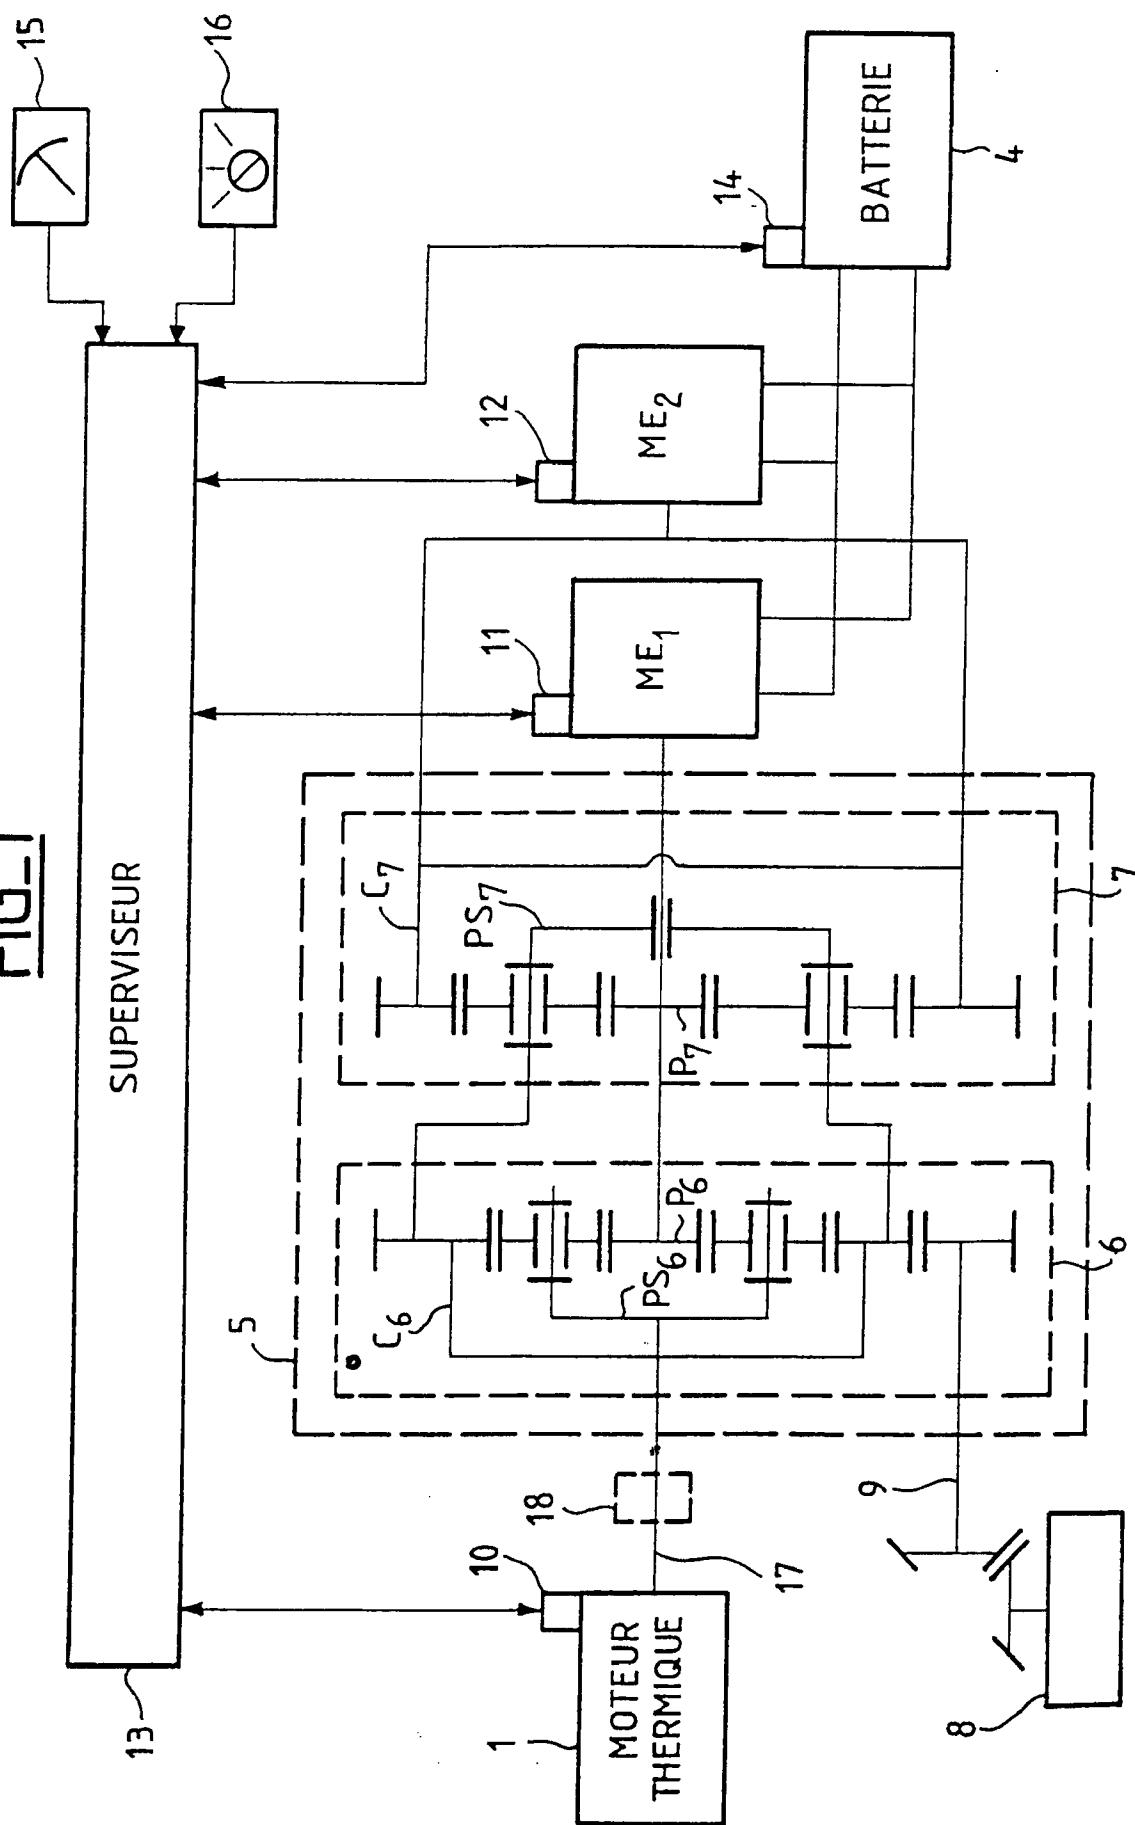 FIG_1
SUPERVISEUR
13
15
16
10
11
12
14
1
MOTEUR
THERMIQUE
17
18
5
C6
PS6
P6
6
C7
PS7
P7
7
ME1
ME2
BATTERIE
4
9
8